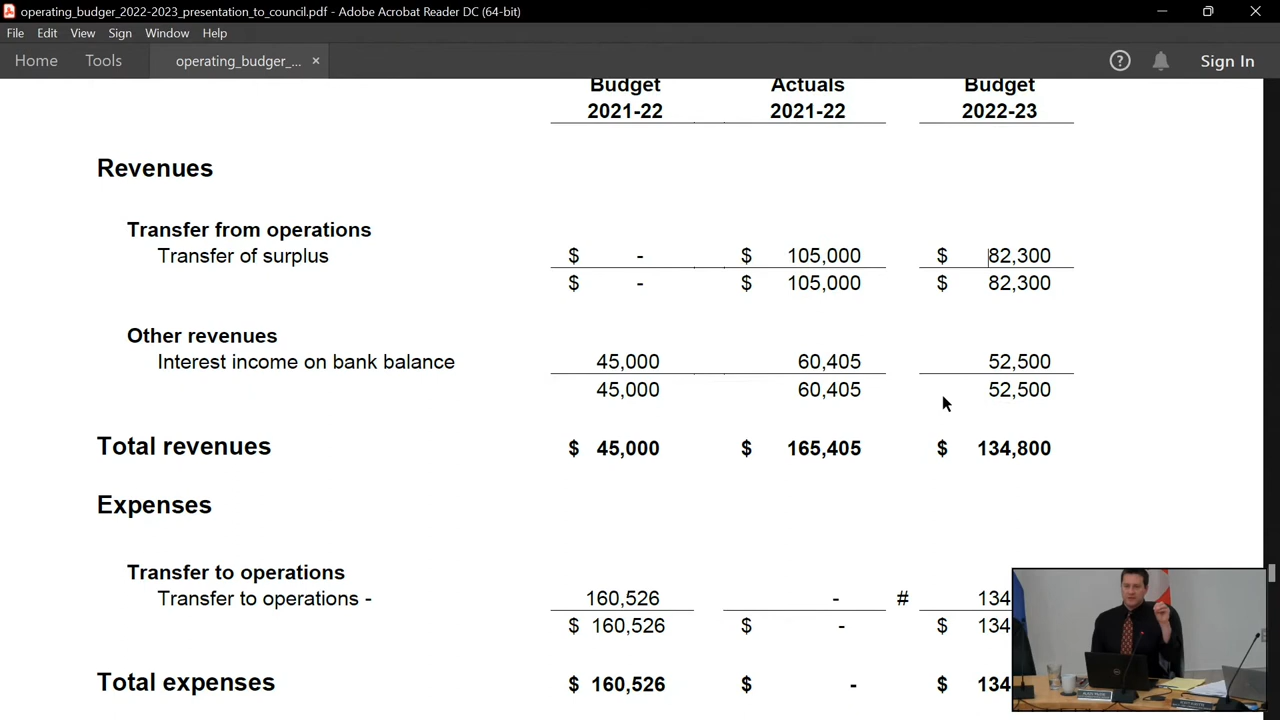 operating_budget_2022-2023_presentation_to_council.pdf - Adobe Acrobat Reader DC (64-bit)
File Edit View Sign Window Help
Home Tools operating_budget_... × ? Sign In
Budget Actuals Budget
2021-22 2021-22 2022-23
Revenues
Transfer from operations
Transfer of surplus $ - $ 105,000 $ 82,300
$ - $ 105,000 $ 82,300
Other revenues
Interest income on bank balance 45,000 60,405 52,500
45,000 60,405 52,500
Total revenues $ 45,000 $ 165,405 $ 134,800
Expenses
Transfer to operations
Transfer to operations - 160,526 - # 134
$ 160,526 $ - $ 134
Total expenses $ 160,526 $ - $ 134